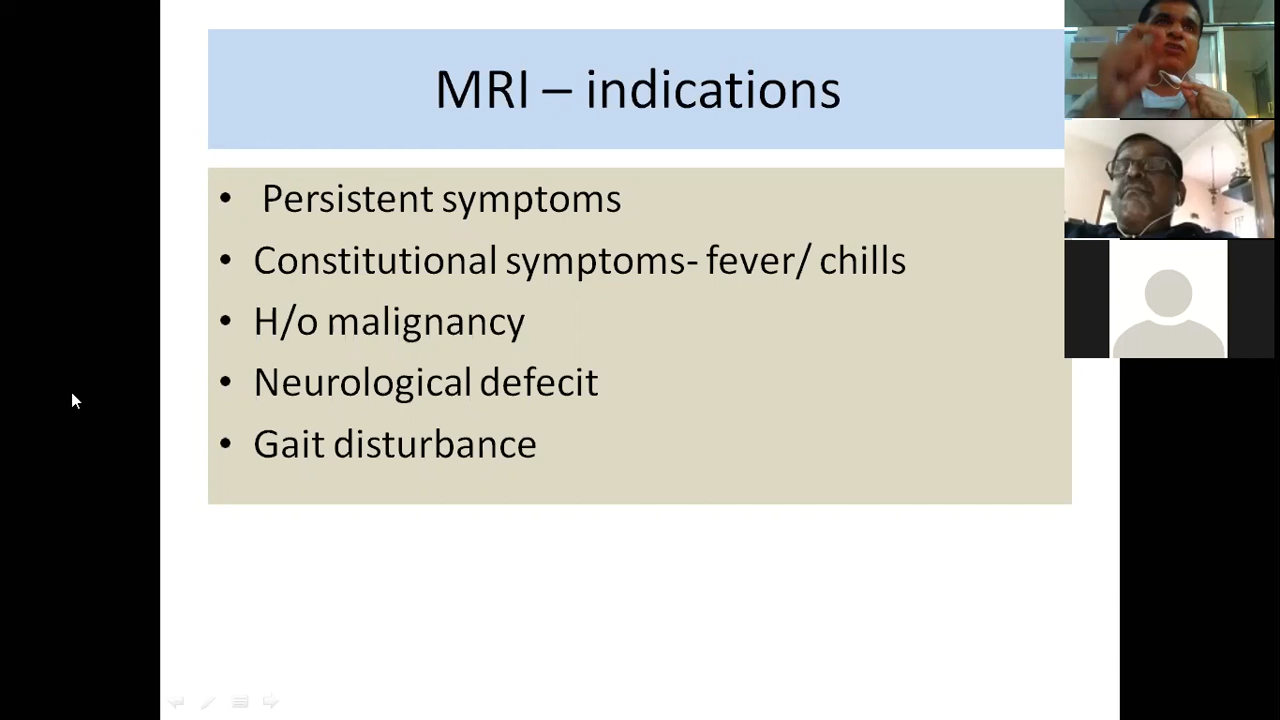 MRI – indications
• Persistent symptoms
• Constitutional symptoms- fever/ chills
• H/o malignancy
• Neurological defecit
• Gait disturbance